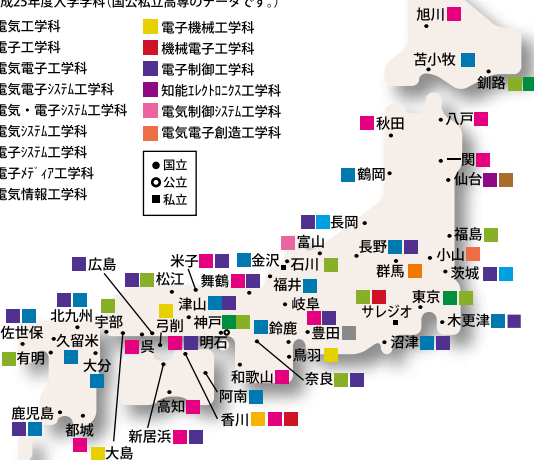 成25年度入学学科(国公私立高専のデータです。)
電気工学科
電子工学科
電気電子工学科
電気電子システム工学科
電気・電子システム工学科
電気システム工学科
電子システム工学科
電子メディア工学科
電気情報工学科
電子機械工学科
機械電子工学科
電子制御工学科
知能エレクトロニクス工学科
電気制御システム工学科
電気電子創造工学科
国立
公立
私立
旭川
苫小牧
釧路
八戸
秋田
一関
仙台
鶴岡
長岡
福島
富山
長野
小山
石川
群馬
茨城
金沢
米子
広島
松江
舞鶴
福井
岐阜
東京
サレジオ
津山
北九州
宇部
弓削
神戸
鈴鹿
豊田
木更津
佐世保
久留米
呉
明石
沼津
有明
大分
鳥羽
和歌山
奈良
阿南
鹿児島
高知
香川
都城
新居浜
大島